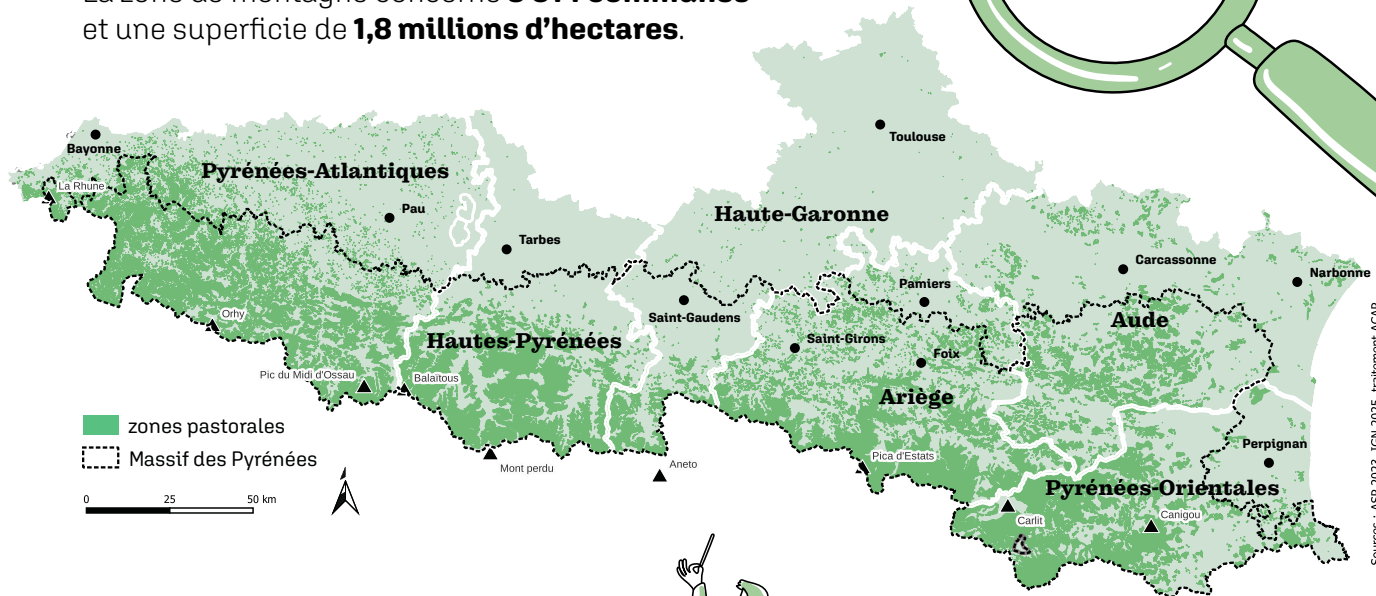 et une superficie de 1,8 millions d'hectares.
Toulouse
Bayonne
Pyrénées-Atlantiques
La Rhune
Pau
Haute-Garonne
Tarbes
Carcassonne
Narbonne
Pamiers
Saint-Gaudens
Orhy
Aude
Hautes-Pyrénées
Saint-Girons
Foix
Pic du Midi d'Ossau
Balaïtous
Ariège
zones pastorales
Massif des Pyrénées
Perpignan
Pica d'Estats
Aneto
Mont perdu
Pyrénées-Orientales
0 25 50 km
Carlit
Canigou